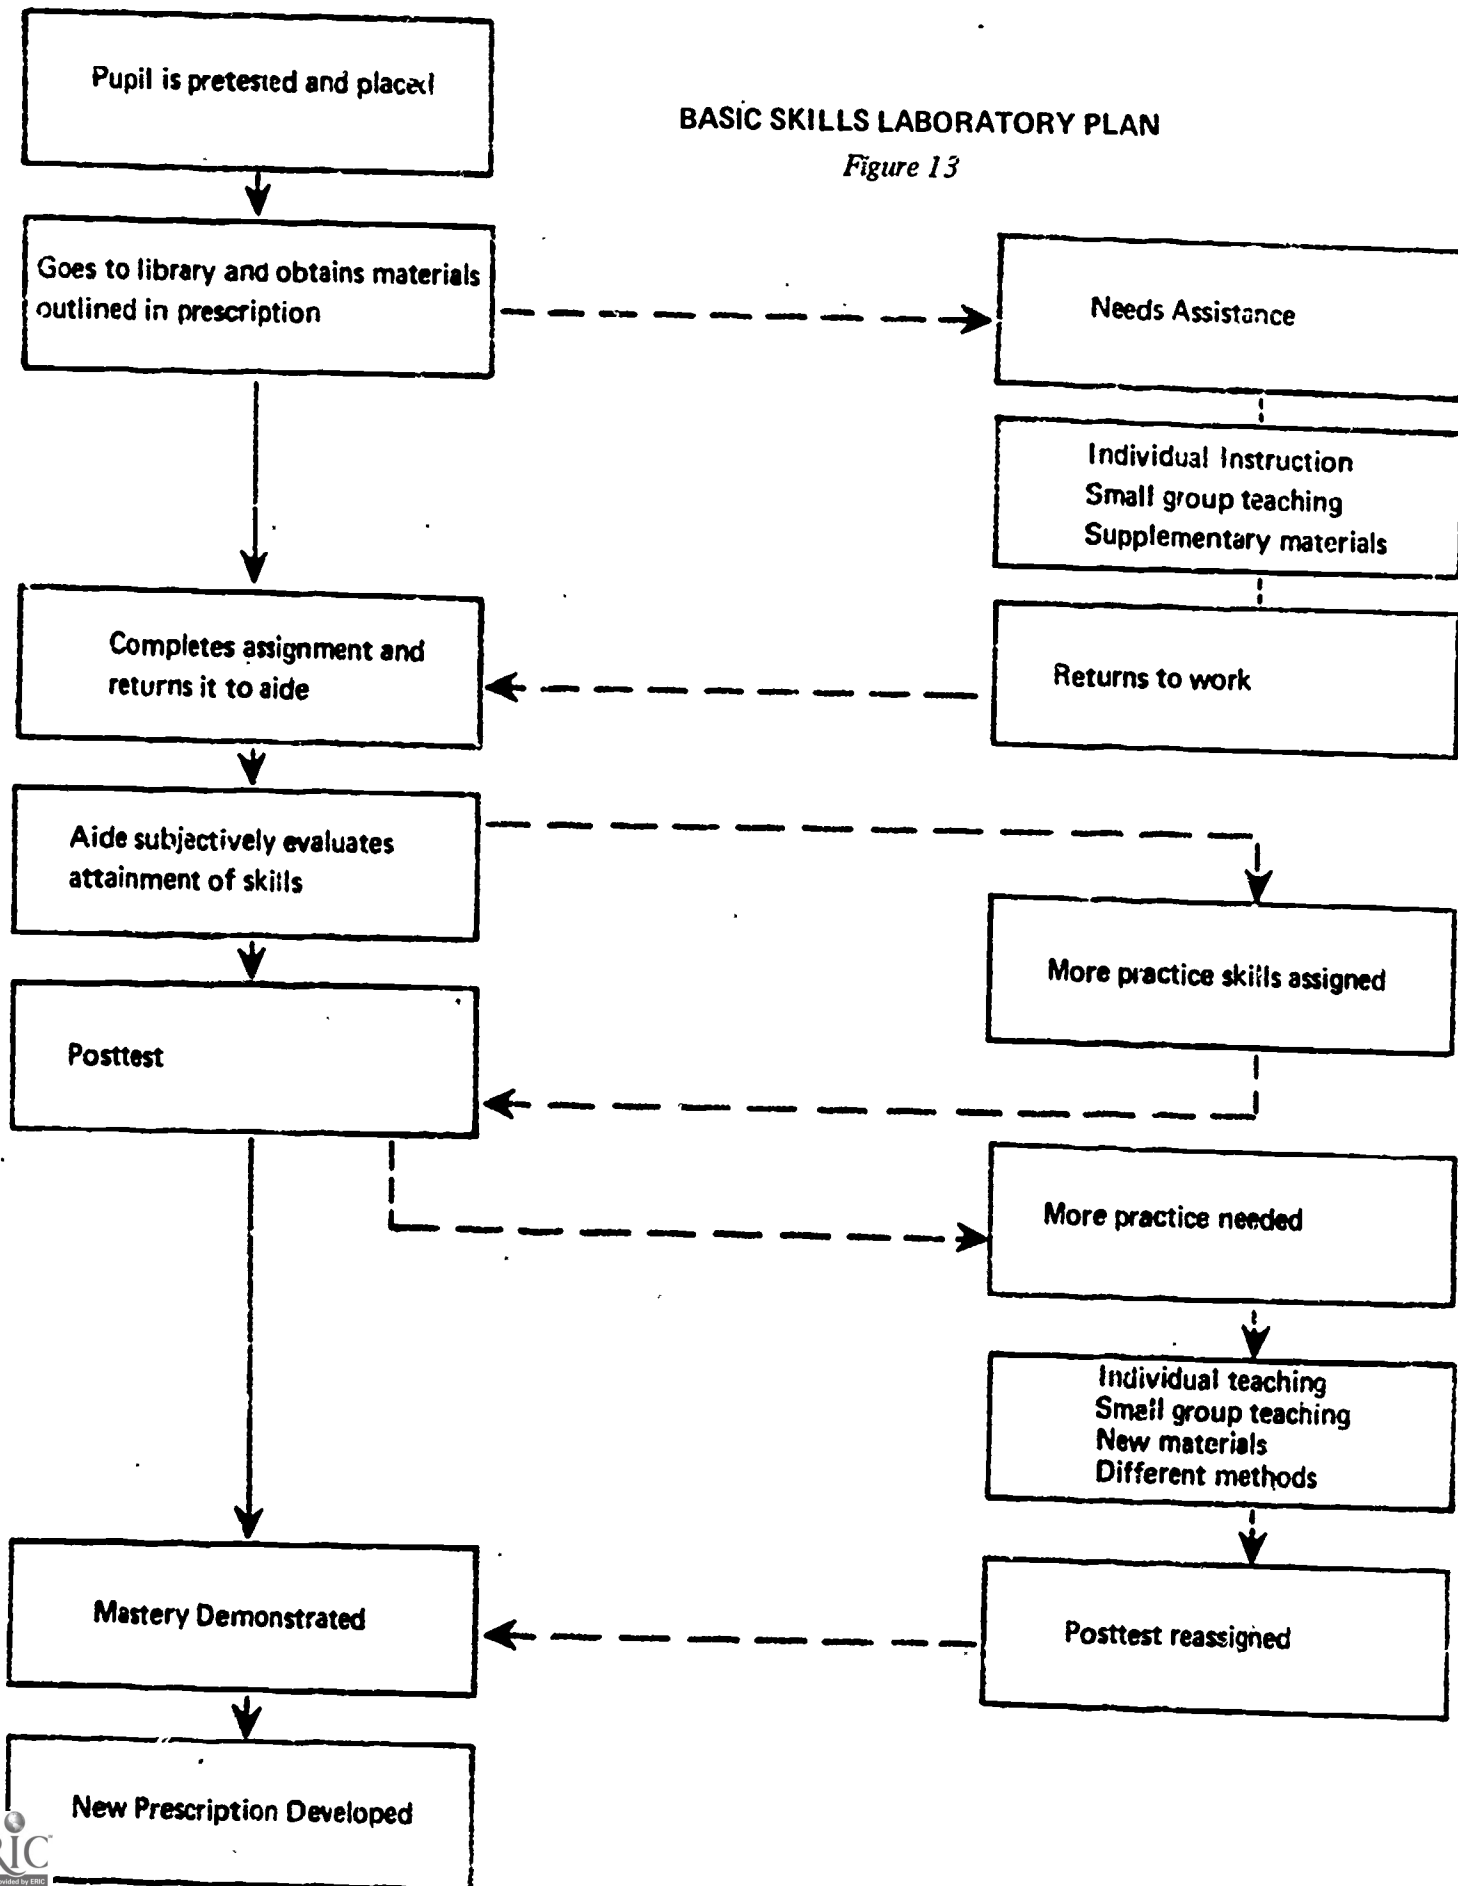 Pupil is pretested and placed
BASIC SKILLS LABORATORY PLAN
Figure 13
Goes to library and obtains materials
outlined in prescription
Needs Assistance
Individual Instruction
Small group teaching
Supplementary materials
Completes assignment and
returns it to aide
Returns to work
Aide subjectively evaluates
attainment of skills
More practice skills assigned
Posttest
More practice needed
Individual teaching
Small group teaching
New materials
Different methods
Mastery Demonstrated
Posttest reassigned
New Prescription Developed
RIC